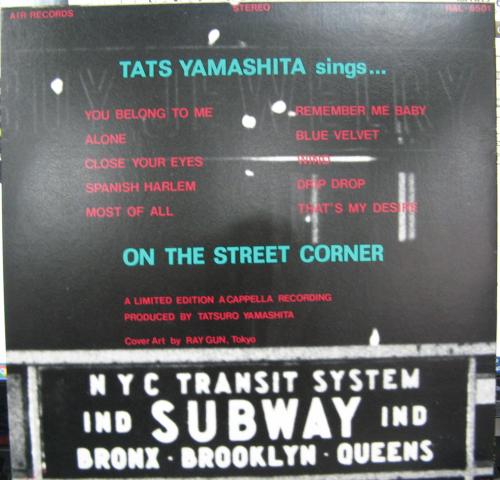 AIR RECORDS
STEREO
RAL-8501
TATS YAMASHITA sings...
YOU BELONG TO ME
ALONE
CLOSE YOUR EYES
SPANISH HARLEM
MOST OF ALL
REMEMBER ME BABY
BLUE VELVET
WIND
DRIP DROP
THAT'S MY DESIRE
ON THE STREET CORNER
A LIMITED EDITION ACAPPELLA RECORDING
PRODUCED BY TATSURO YAMASHITA
Cover Art by RAY GUN, Tokyo
NYC TRANSIT SYSTEM
IND SUBWAY IND
BRONX · BROOKLYN · QUEENS